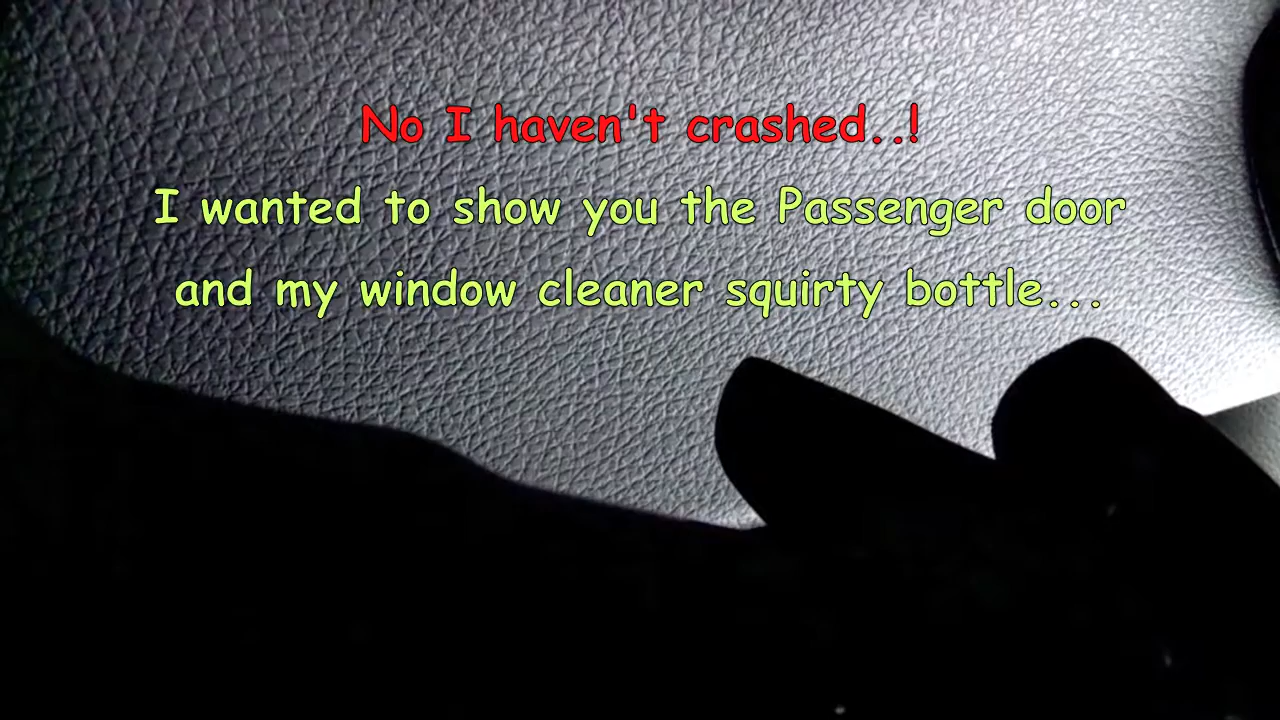 No I haven't crashed..!
I wanted to show you the Passenger door
and my window cleaner squirty bottle...